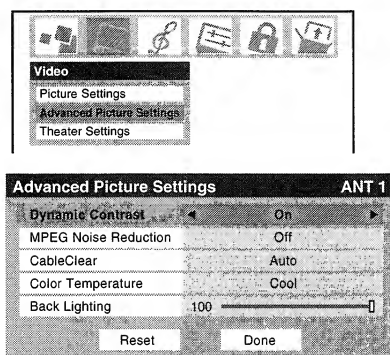 Video
Picture Settings
Advanced Picture Settings
Theater Settings
Advanced Picture Settings ANT 1
Dynamic Contrast On
MPEG Noise Reduction Off
CableClear Auto
Color Temperature Cool
Back Lighting 100
Reset Done